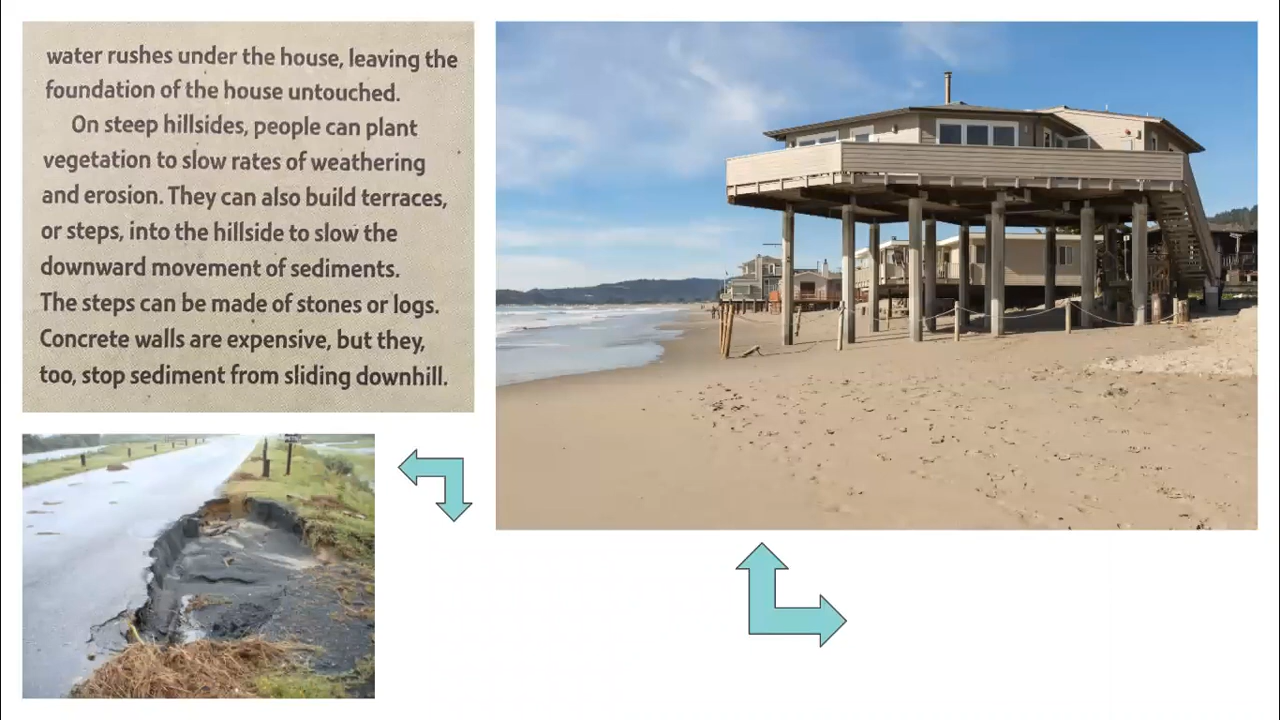 water rushes under the house, leaving the
foundation of the house untouched.
On steep hillsides, people can plant
vegetation to slow rates of weathering
and erosion. They can also build terraces,
or steps, into the hillside to slow the
downward movement of sediments.
The steps can be made of stones or logs.
Concrete walls are expensive, but they,
too, stop sediment from sliding downhill.